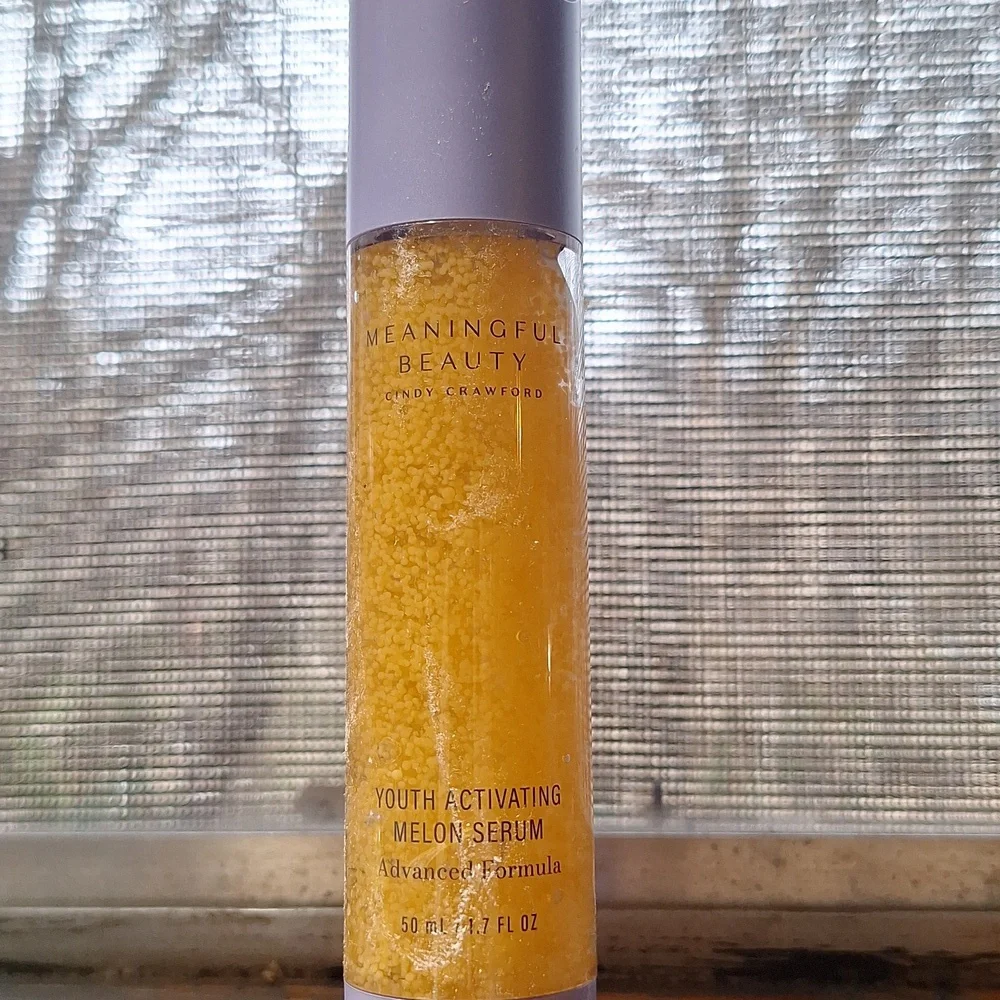 MEANINGFUL
BEAUTY
CINDY CRAWFORD
YOUTH ACTIVATING
MELON SERUM
Advanced Formula
50 mL / 1.7 FL OZ